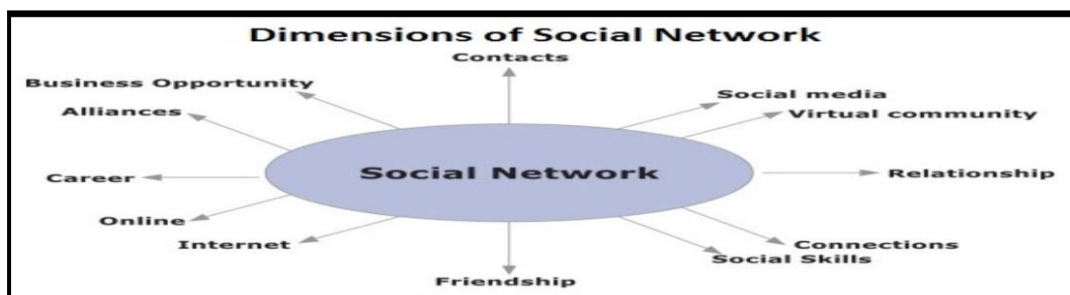 Dimensions of Social Network
Contacts
Business Opportunity
Social media
Alliances
Virtual community
Social Network
Career
Relationship
Online
Internet
Connections
Social Skills
Friendship